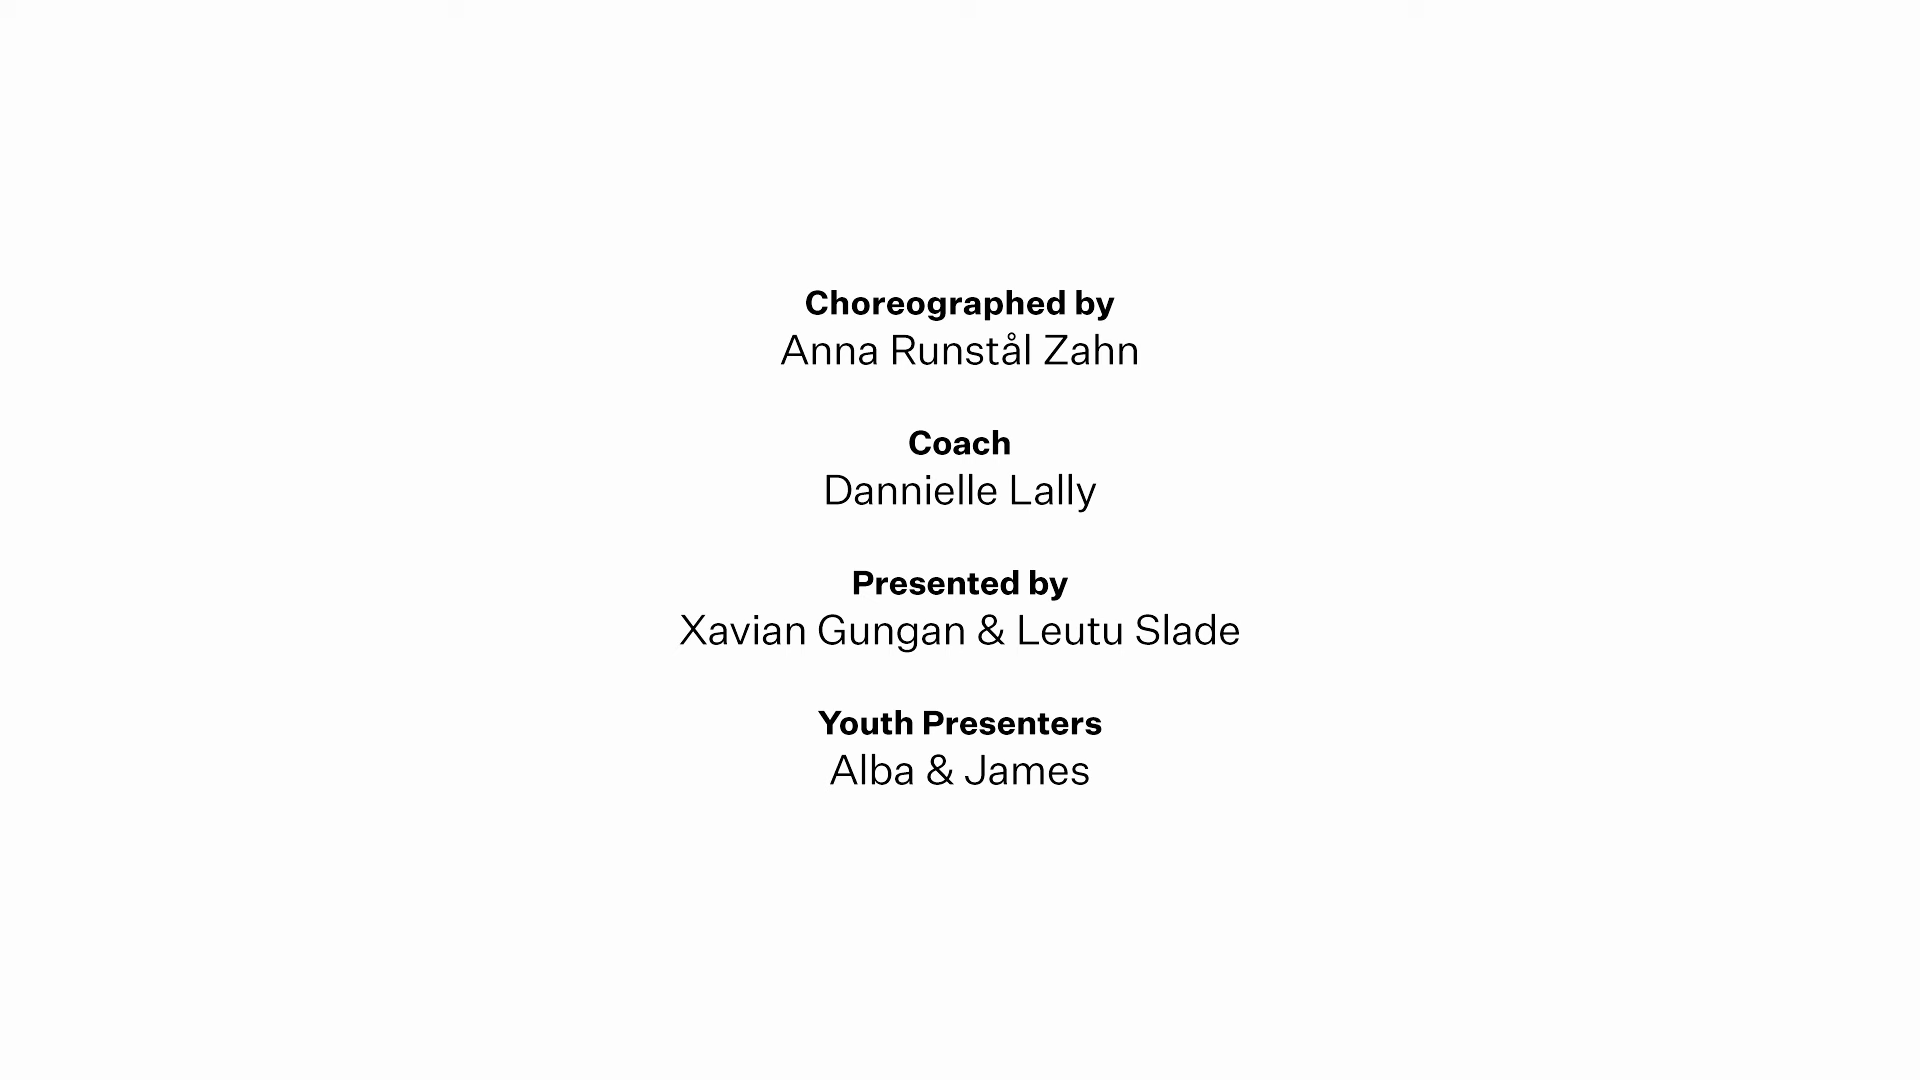 Choreographed by
Anna Runstål Zahn
Coach
Dannielle Lally
Presented by
Xavian Gungan & Leutu Slade
Youth Presenters
Alba & James